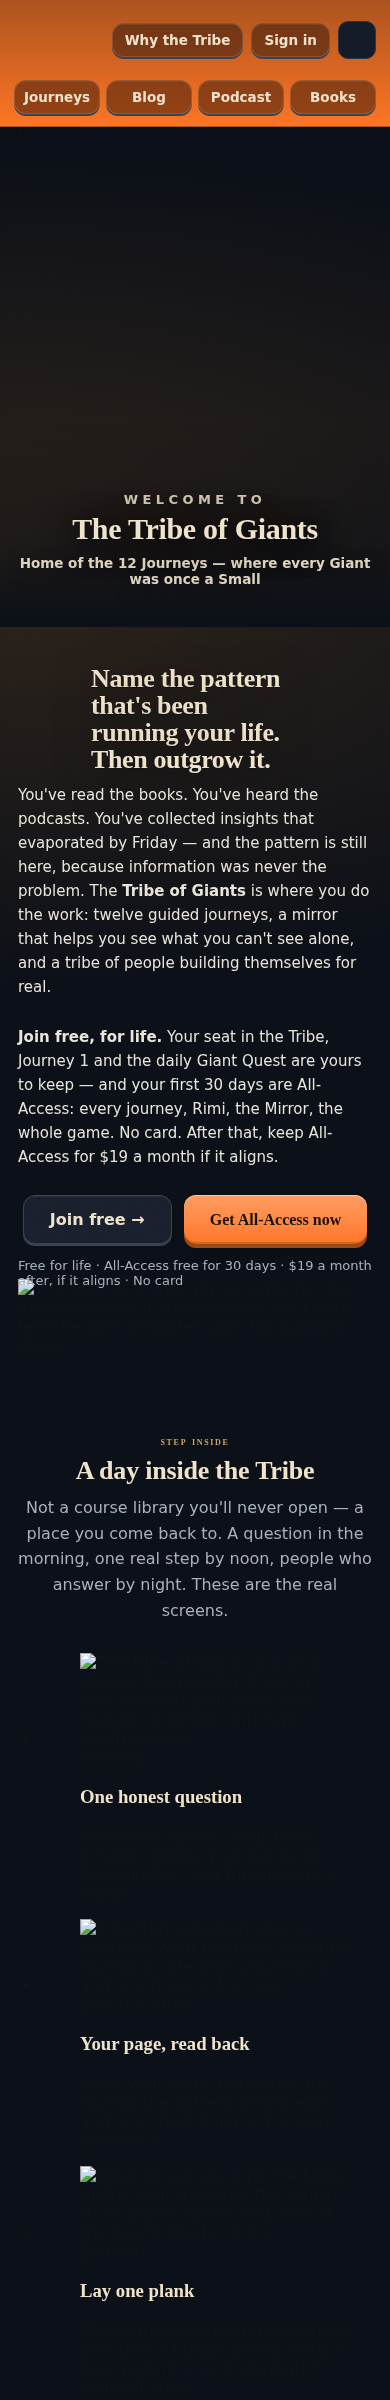 Why the Tribe
Sign in
Journeys
Blog
Podcast
Books
WELCOME TO
The Tribe of Giants
Home of the 12 Journeys — where every Giant
was once a Small
Name the pattern
that's been
running your life.
Then outgrow it.
You've read the books. You've heard the
podcasts. You've collected insights that
evaporated by Friday — and the pattern is still
here, because information was never the
problem. The Tribe of Giants is where you do
the work: twelve guided journeys, a mirror
that helps you see what you can't see alone,
and a tribe of people building themselves for
real.
Join free, for life. Your seat in the Tribe,
Journey 1 and the daily Giant Quest are yours
to keep — and your first 30 days are All-
Access: every journey, Rimi, the Mirror, the
whole game. No card. After that, keep All-
Access for $19 a month if it aligns.
Join free →
Get All-Access now
Free for life · All-Access free for 30 days · $19 a month
after, if it aligns · No card
STEP INSIDE
A day inside the Tribe
Not a course library you'll never open — a
place you come back to. A question in the
morning, one real step by noon, people who
answer by night. These are the real
screens.
One honest question
Your page, read back
Lay one plank